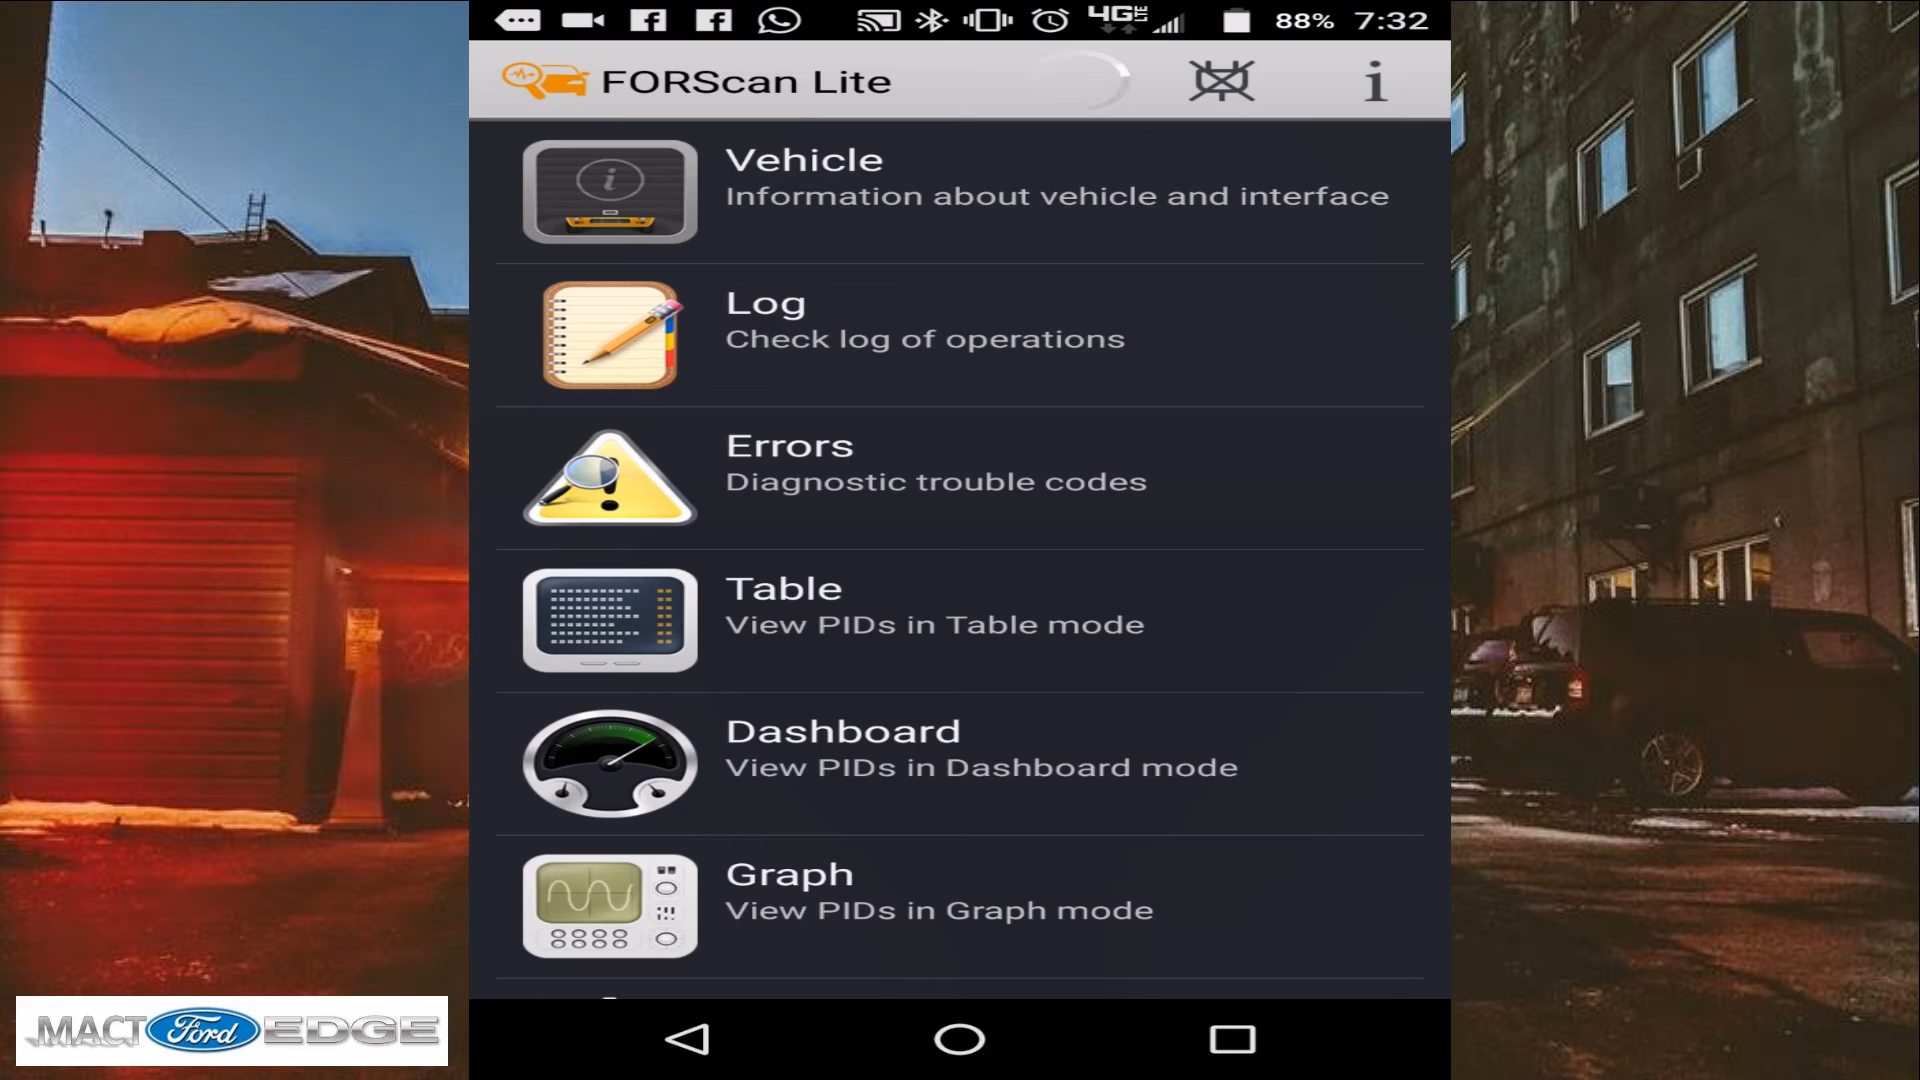 4G LTE 88% 7:32
FORScan Lite
Vehicle
Information about vehicle and interface
Log
Check log of operations
Errors
Diagnostic trouble codes
Table
View PIDs in Table mode
Dashboard
View PIDs in Dashboard mode
Graph
View PIDs in Graph mode
MACT Ford EDGE